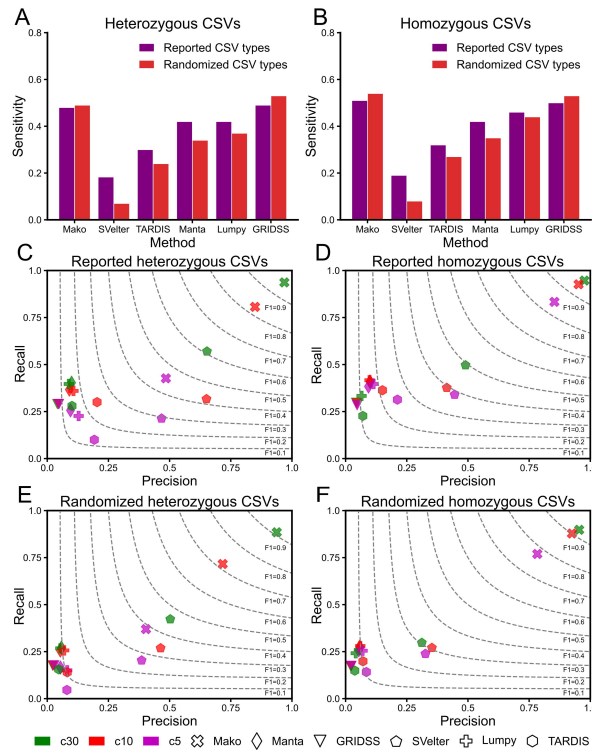 A
Heterozygous CSVs
B
Homozygous CSVs
0.8
Reported CSV types
Randomized CSV types
0.6
0.4
0.2
0.0
Sensitivity
Mako SVelter TARDIS Manta Lumpy GRIDSS
Method
0.8
Reported CSV types
Randomized CSV types
0.6
0.4
0.2
0.0
Sensitivity
Mako SVelter TARDIS Manta Lumpy GRIDSS
Method
C
Reported heterozygous CSVs
1.0
0.75
0.5
0.25
0.0
Recall
F1=0.9
F1=0.8
F1=0.7
F1=0.6
F1=0.5
F1=0.4
F1=0.3
F1=0.2
F1=0.1
0.0 0.25 0.5 0.75 1.0
Precision
D
Reported homozygous CSVs
1.0
0.75
0.5
0.25
0.0
Recall
F1=0.9
F1=0.8
F1=0.7
F1=0.6
F1=0.5
F1=0.4
F1=0.3
F1=0.2
F1=0.1
0.0 0.25 0.5 0.75 1.
Precision
E
Randomized heterozygous CSVs
1.0
0.75
0.5
0.25
0.0
Recall
F1=0.9
F1=0.8
F1=0.7
F1=0.6
F1=0.5
F1=0.4
F1=0.3
F1=0.2
F1=0.1
0.0 0.25 0.5 0.75 1.0
Precision
F
Randomized homozygous CSVs
1.0
0.75
0.5
0.25
0.0
Recall
F1=0.9
F1=0.8
F1=0.7
F1=0.6
F1=0.5
F1=0.4
F1=0.3
F1=0.2
F1=0.1
0.0 0.25 0.5 0.75 1.
Precision
c30 c10 c5 Mako Manta GRIDSS SVelter Lumpy TARDIS